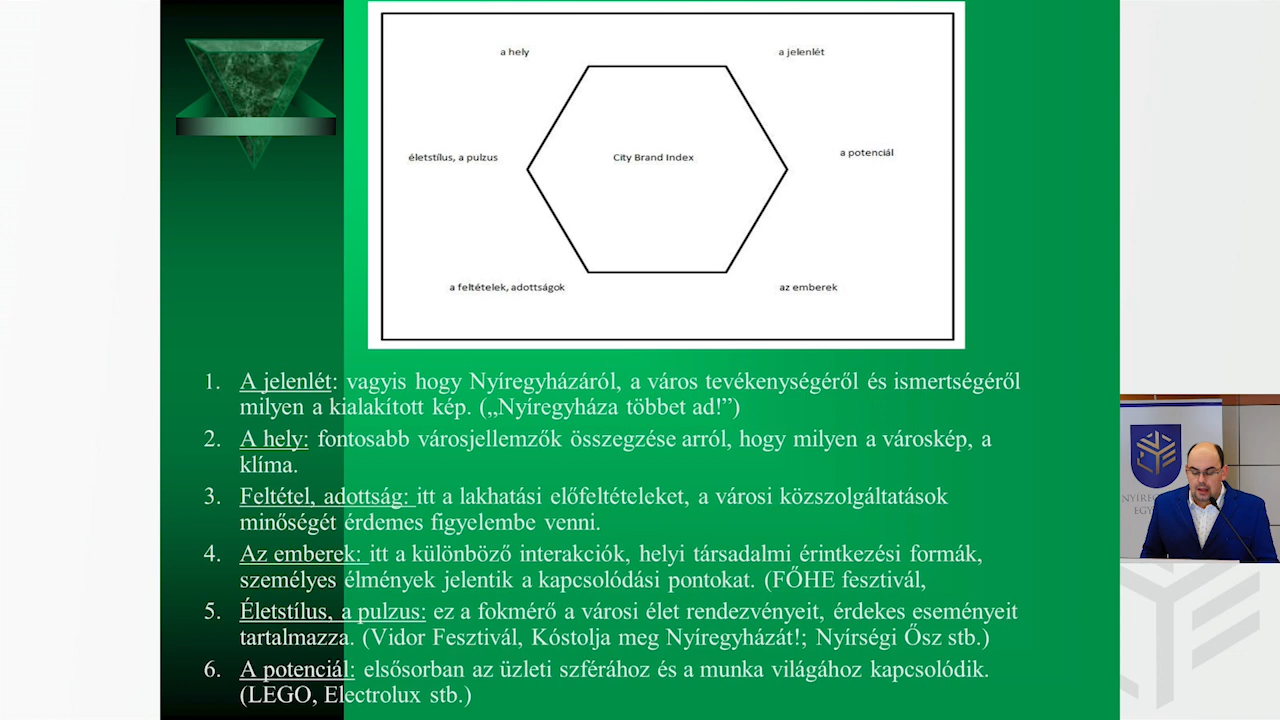 a hely
a jelenlét
életstílus, a pulzus
City Brand Index
a potenciál
a feltételek, adottságok
az emberek
1. A jelenlét: vagyis hogy Nyíregyházáról, a város tevékenységéről és ismertségéről
milyen a kialakított kép. („Nyíregyháza többet ad!”)
2. A hely: fontosabb városjellemzők összegzése arról, hogy milyen a városkép, a
klíma.
3. Feltétel, adottság: itt a lakhatási előfeltételeket, a városi közszolgáltatások
minőségét érdemes figyelembe venni.
4. Az emberek: itt a különböző interakciók, helyi társadalmi érintkezési formák,
személyes élmények jelentik a kapcsolódási pontokat. (FŐHE fesztivál,
5. Életstílus, a pulzus: ez a fokmérő a városi élet rendezvényeit, érdekes eseményeit
tartalmazza. (Vidor Fesztivál, Kóstolja meg Nyíregyházát!; Nyírségi Ősz stb.)
6. A potenciál: elsősorban az üzleti szférához és a munka világához kapcsolódik.
(LEGO, Electrolux stb.)